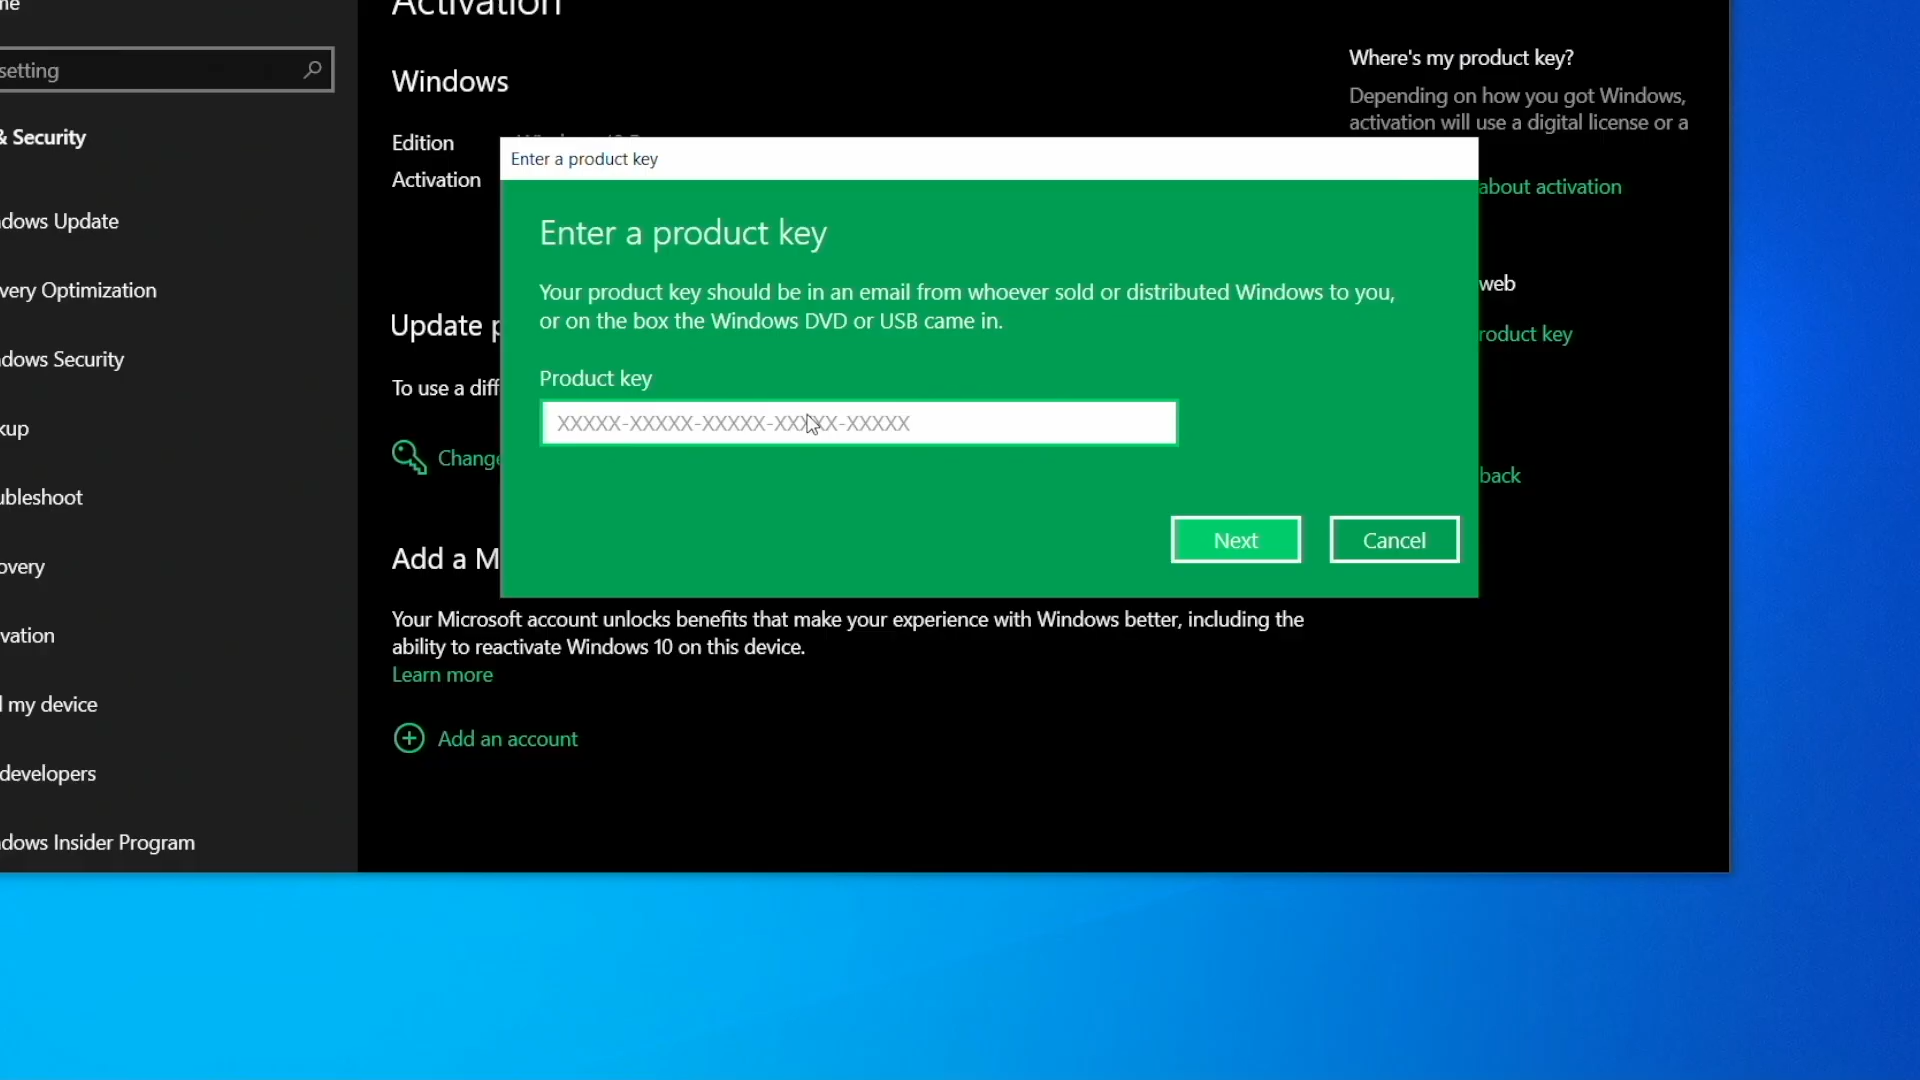 Activation
setting
Windows
Where's my product key?
Depending on how you got Windows,
activation will use a digital license or a
& Security
Edition
Activation
Enter a product key
about activation
Enter a product key
Your product key should be in an email from whoever sold or distributed Windows to you,
or on the box the Windows DVD or USB came in.
dows Update
very Optimization
web
Update p
roduct key
dows Security
To use a diff
Product key
XXXXX-XXXXX-XXXXX-XXXXX-XXXXX
kup
Change
back
ubleshoot
Next
Cancel
Add a M
overy
Your Microsoft account unlocks benefits that make your experience with Windows better, including the
ability to reactivate Windows 10 on this device.
Learn more
vation
my device
Add an account
developers
dows Insider Program